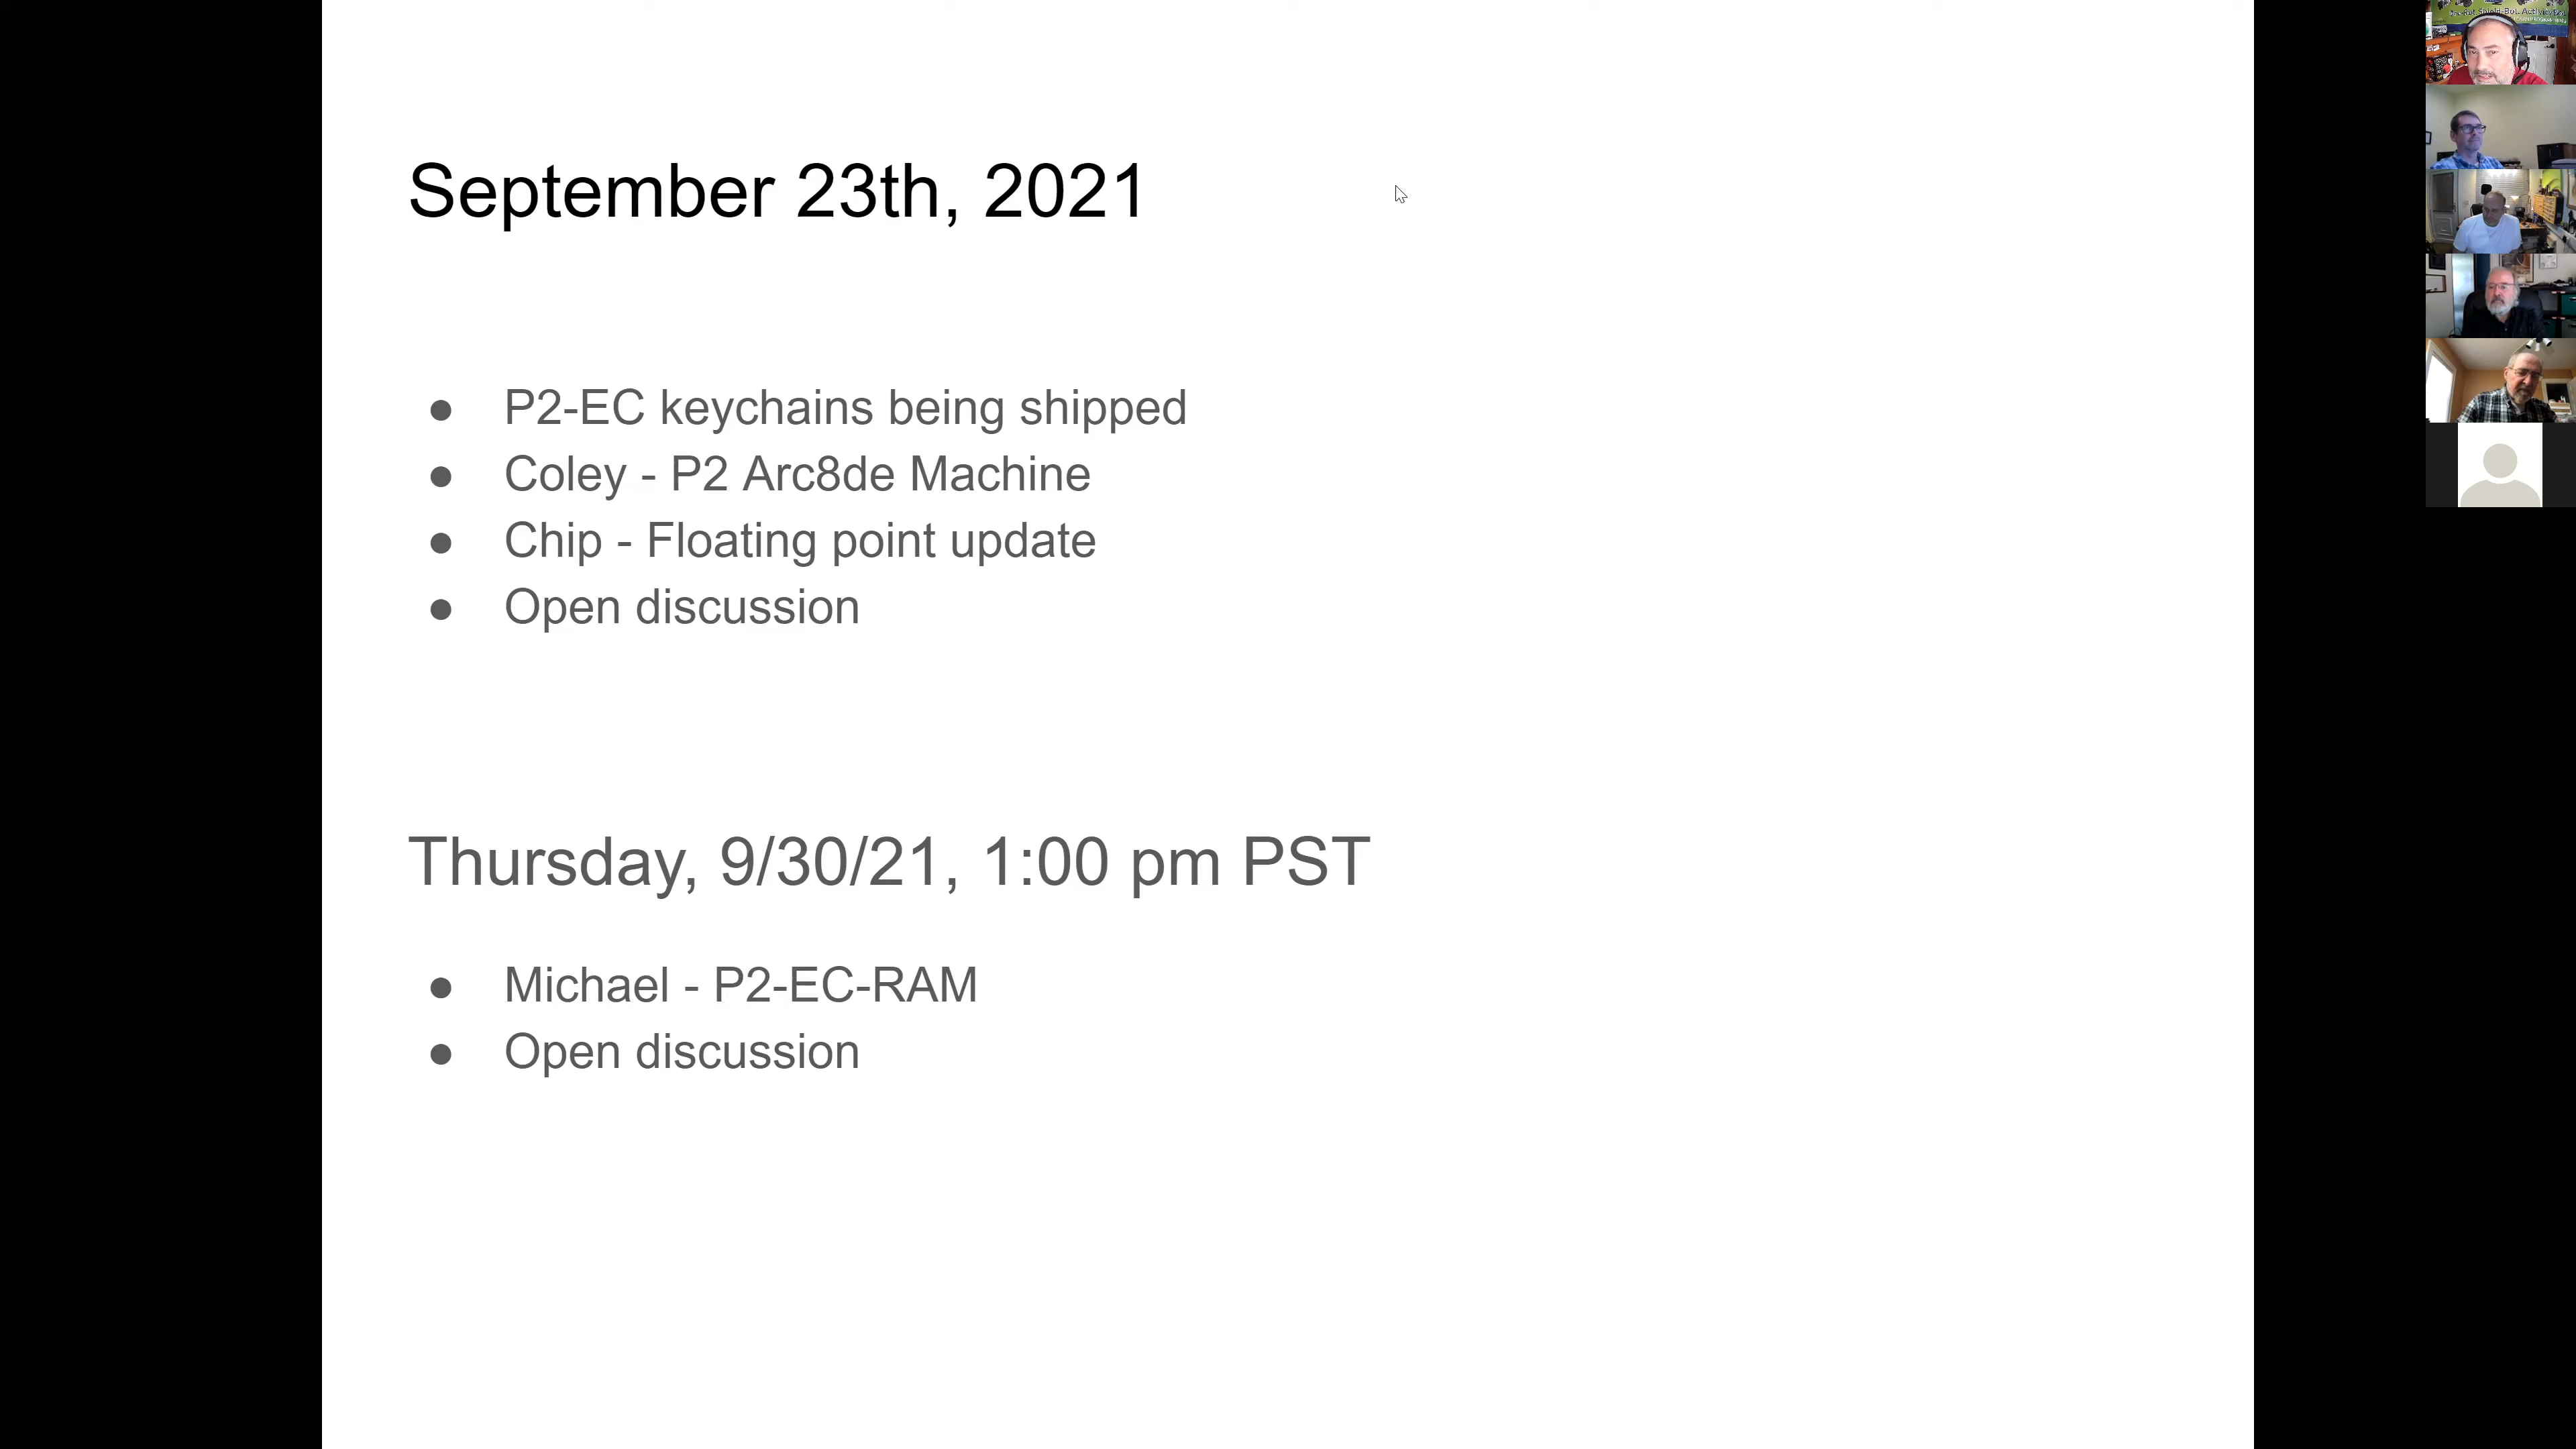 September 23th, 2021
● P2-EC keychains being shipped
● Coley - P2 Arc8de Machine
● Chip - Floating point update
● Open discussion
Thursday, 9/30/21, 1:00 pm PST
● Michael - P2-EC-RAM
● Open discussion